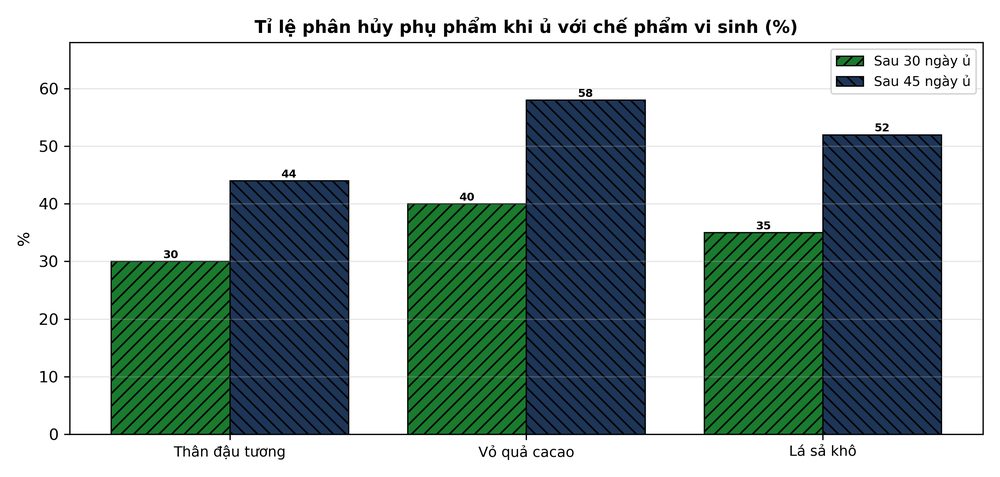 Tỉ lệ phân hủy phụ phẩm khi ủ với chế phẩm vi sinh (%)
Sau 30 ngày ủ
Sau 45 ngày ủ
%
60
50
40
30
20
10
0
30
44
40
58
35
52
Thân đậu tương
Vỏ quả cacao
Lá sả khô